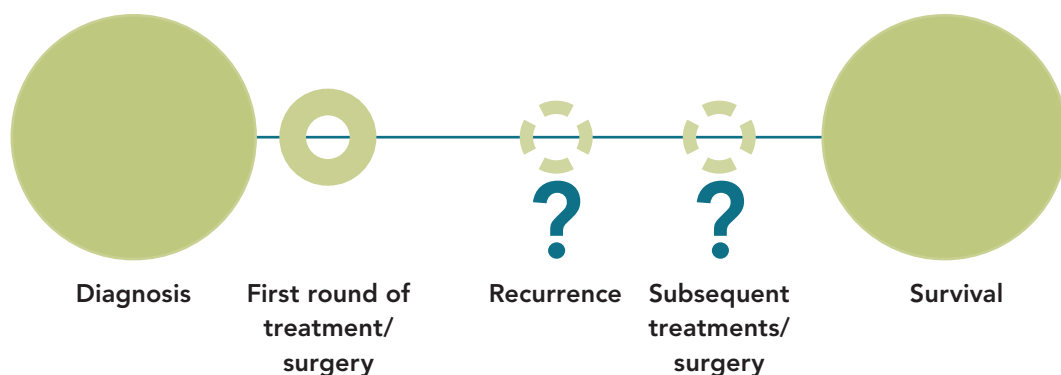 ?
?
Diagnosis
First round of
treatment/
surgery
Recurrence
Subsequent
treatments/
surgery
Survival